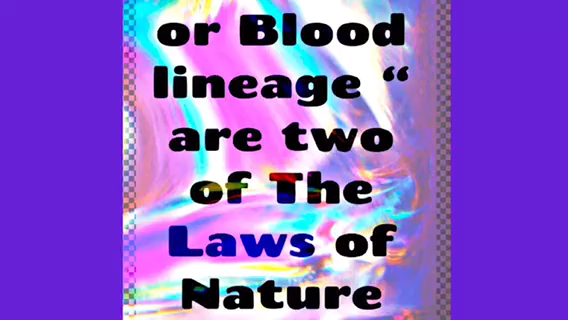 or Blood
lineage “
are two
of The
Laws of
Nature